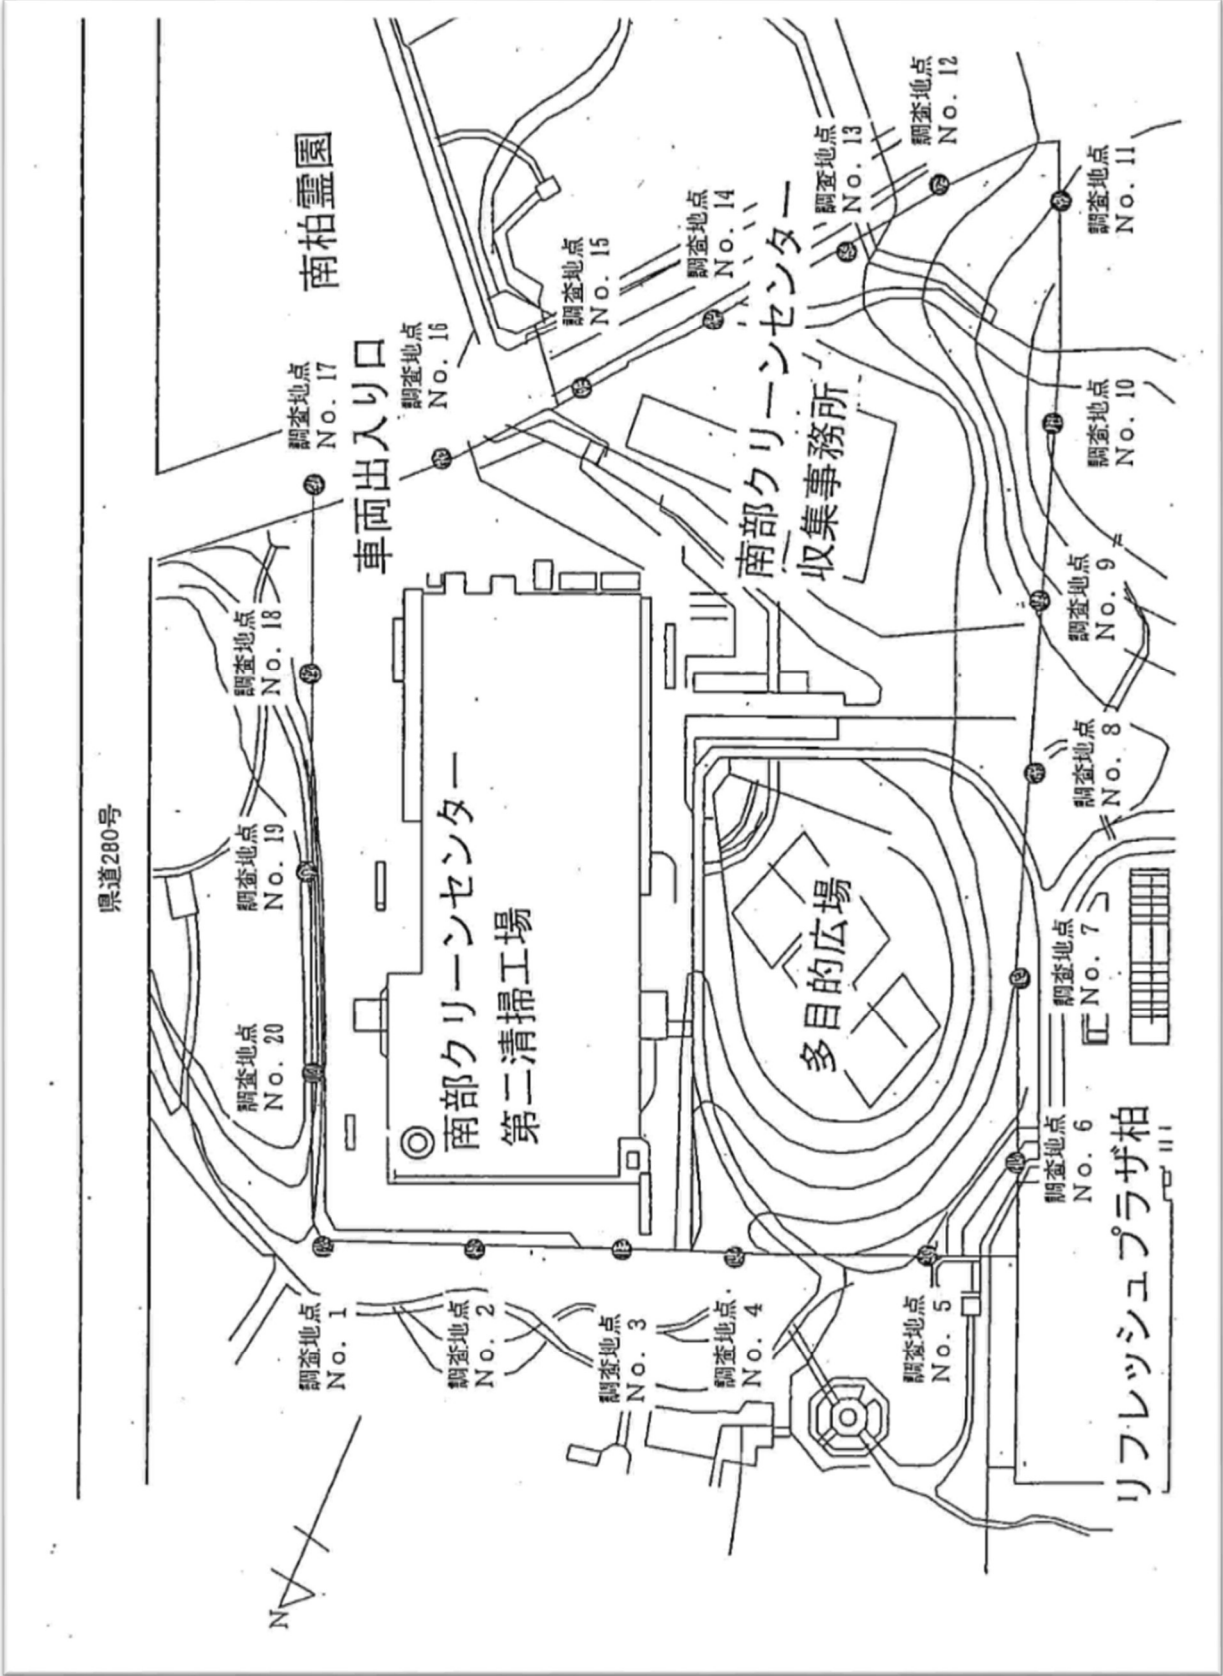 県道280号
南柏霊園
車両出入り口
南部クリーンセンター
第二清掃工場
南部クリーンセンター
収集事務所
多目的広場
リフレッシュプラザ柏
調査地点
No. 1
調査地点
No. 2
調査地点
No. 3
調査地点
No. 4
調査地点
No. 5
調査地点
No. 6
調査地点
No. 7
調査地点
No. 8
調査地点
No. 9
調査地点
No. 10
調査地点
No. 11
調査地点
No. 12
調査地点
No. 13
調査地点
No. 14
調査地点
No. 15
調査地点
No. 16
調査地点
No. 17
調査地点
No. 18
調査地点
No. 19
調査地点
No. 20
N